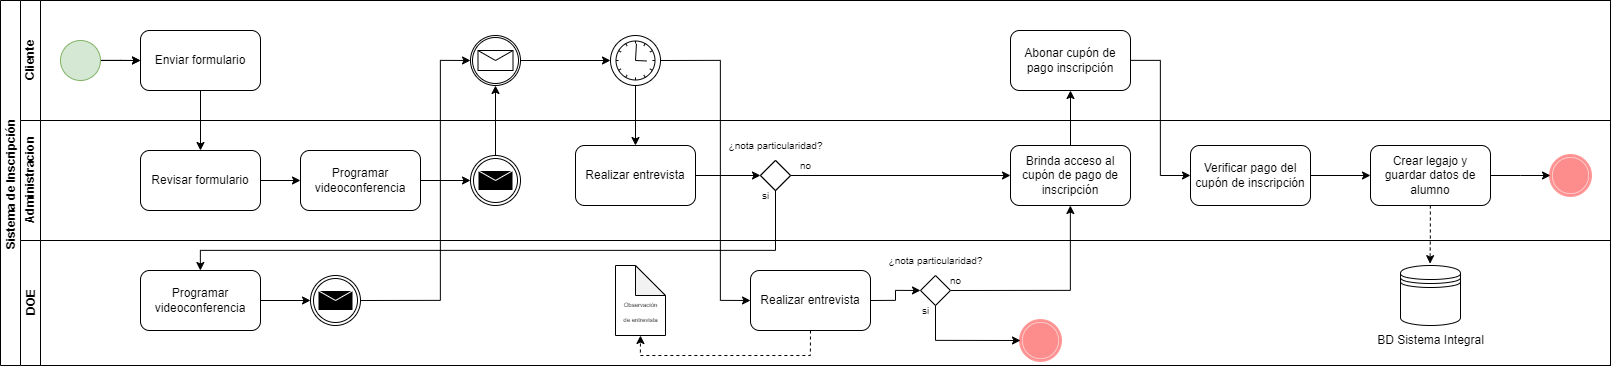 Sistema de Inscripción
Cliente
Enviar formulario
Abonar cupón de
pago inscripción
Administracion
Revisar formulario
Programar
videoconferencia
Realizar entrevista
¿nota particularidad?
no
si
Brinda acceso al
cupón de pago de
inscripción
Verificar pago del
cupón de inscripción
Crear legajo y
guardar datos de
alumno
DOE
Programar
videoconferencia
Observación
de entrevista
Realizar entrevista
¿nota particularidad?
no
si
BD Sistema Integral